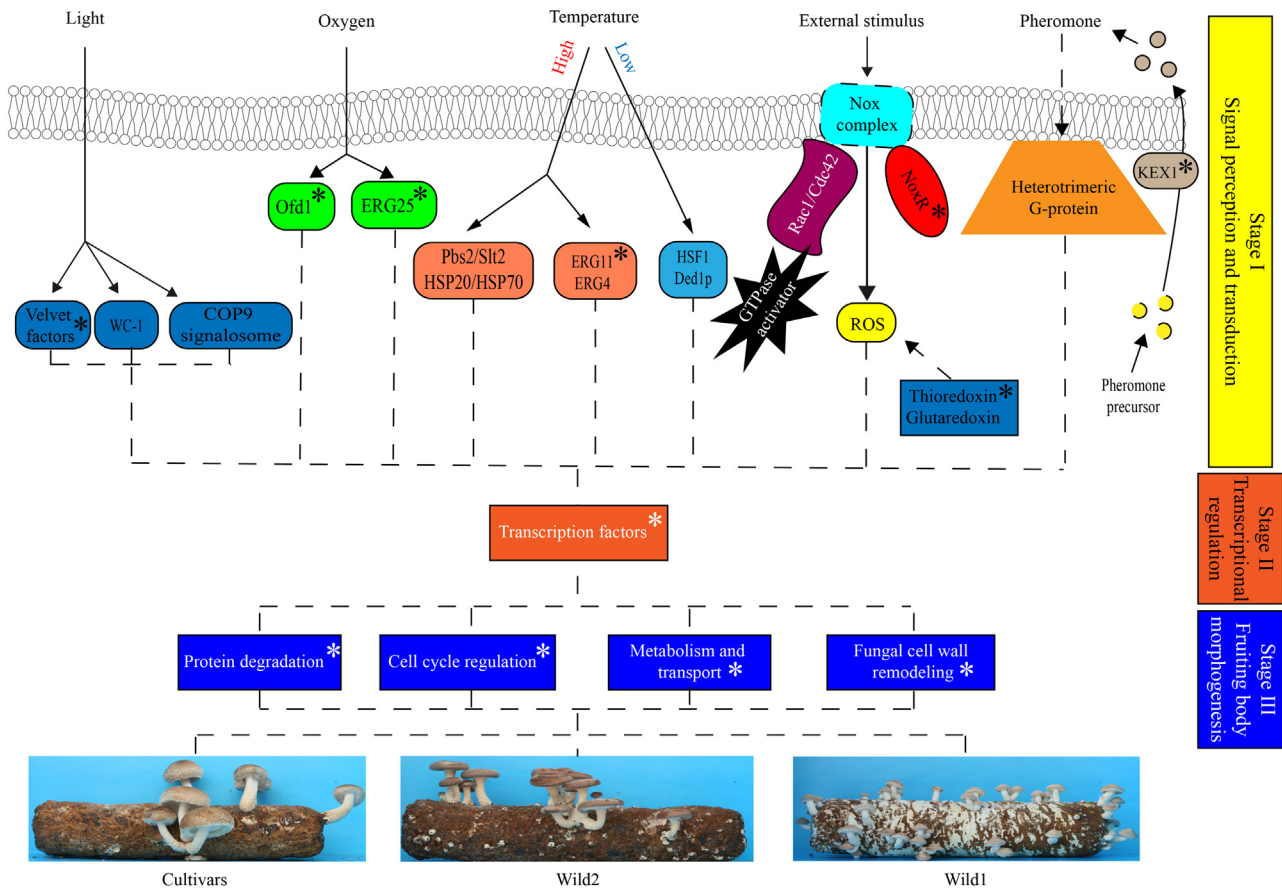 Light
Oxygen
Temperature
External stimulus
Pheromone
High
Low
Nox
complex
Rac1/Cdc42
NoxR*
GTPase
activator
Heterotrimeric
G-protein
KEX1*
Ofd1*
ERG25*
Pbs2/Slt2
HSP20/HSP70
ERG11*
ERG4
HSF1
Ded1p
Velvet
factors*
WC-1
COP9
signalosome
ROS
Thioredoxin*
Glutaredoxin
Pheromone
precursor
Stage I
Signal perception and transduction
Transcription factors*
Stage II
Transcriptional
regulation
Protein degradation*
Cell cycle regulation*
Metabolism and
transport*
Fungal cell wall
remodeling*
Stage III
Fruiting body
morphogenesis
Cultivars
Wild2
Wild1